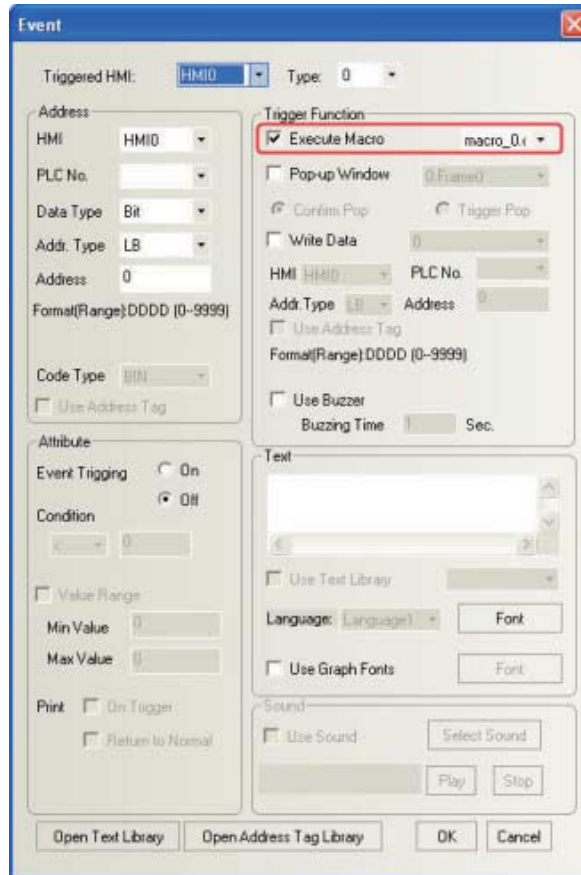 Event
Triggered HMI: HMI0 Type: 0
Address
HMI HMI0
PLC No.
Data Type Bit
Addr. Type LB
Address 0
Format(Range):DDDD (0--9999)
Code Type BIN
Use Address Tag
Trigger Function
Execute Macro macro_0.c
Pop-up Window 0.Frame0
Confirm Pop Trigger Pop
Write Data 0
HMI HMI0 PLC No.
Addr.Type LB Address 0
Use Address Tag
Format(Range):DDDD (0--9999)
Use Buzzer
Buzzing Time 1 Sec.
Attribute
Event Trigging On
Off
Condition
< 0
Value Range
Min Value 0
Max Value 0
Print On Trigger
Return to Normal
Text
Use Text Library
Language: Language1 Font
Use Graph Fonts Font
Sound
Use Sound Select Sound
Play Stop
Open Text Library Open Address Tag Library OK Cancel